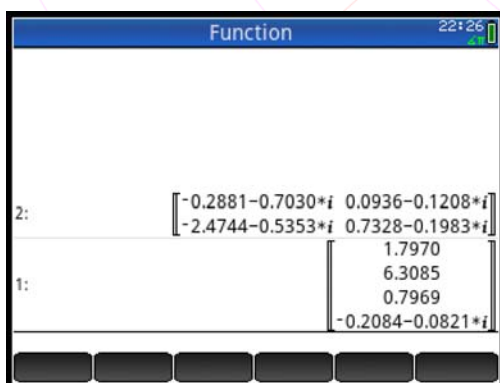 Function
22:26
∡π
2:
-0.2881-0.7030*i 0.0936-0.1208*i
-2.4744-0.5353*i 0.7328-0.1983*i
1:
1.7970
6.3085
0.7969
-0.2084-0.0821*i